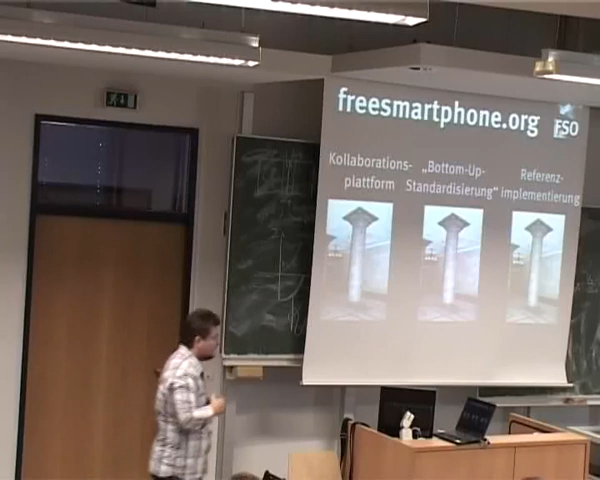 freesmartphone.org
FSO
Kollaborations-
plattform
„Bottom-Up-
Standardisierung“
Referenz-
implementierung